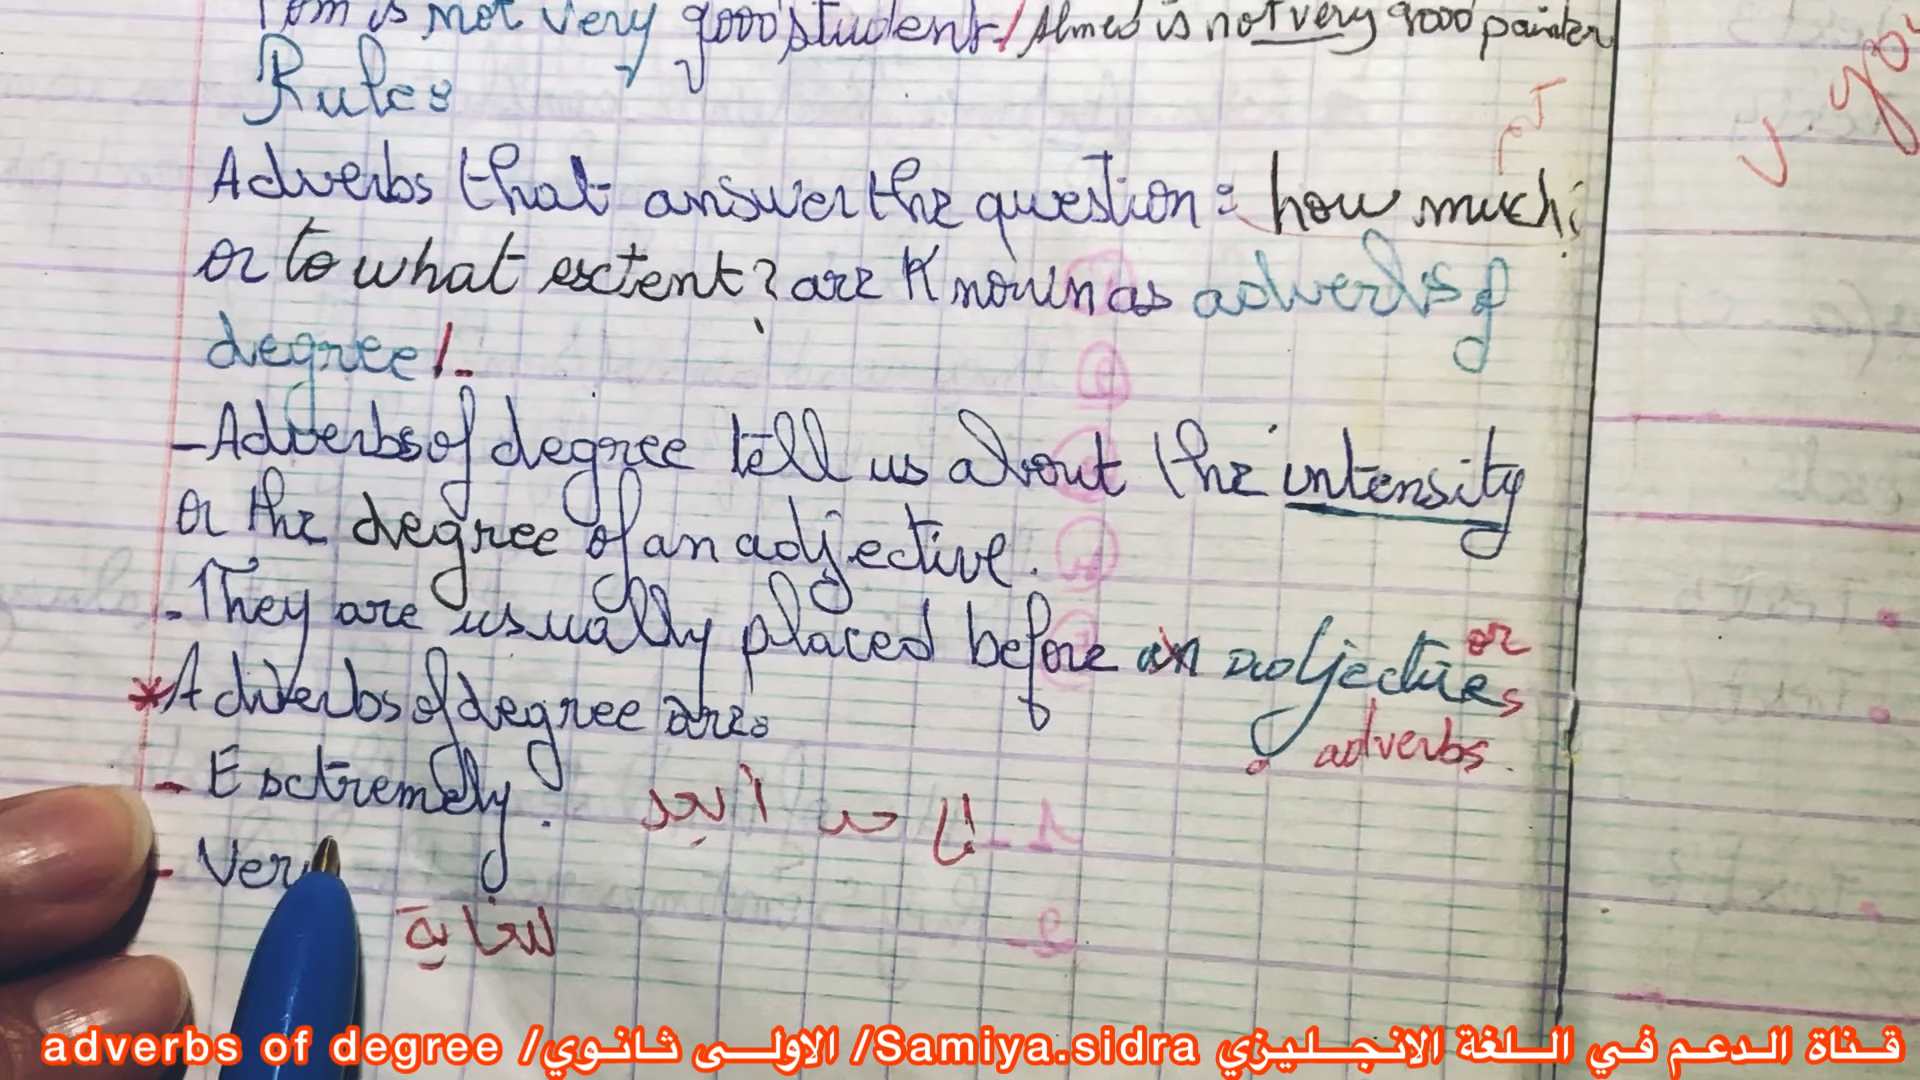 Tom is not very good student / Ahmed is not very good painter
Rules
Adverbs that answer the question: how much;
or to what extent? are Known as adverbs of
degree /.
- Adverbs of degree tell us about the intensity
or the degree of an adjective.
- They are usually placed before an adjectives or
adverbs.
* Adverbs of degree are:
- Extremely: لأبعد حد
- Very
للغاية
adverbs of degree /الاولى ثانوي /Samiya.sidra قناة الدعم في اللغة الانجليزي